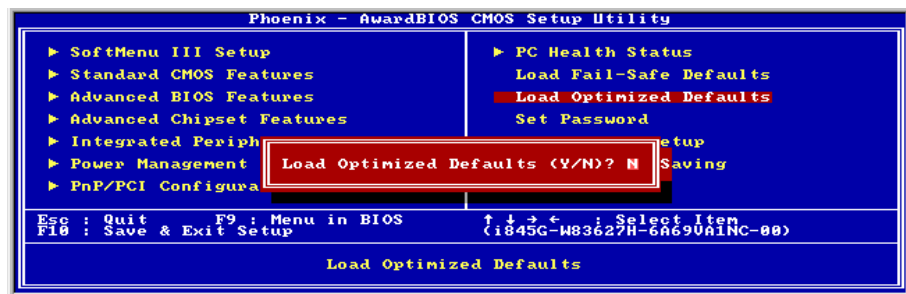 Phoenix - AwardBIOS CMOS Setup Utility
SoftMenu III Setup
Standard CMOS Features
Advanced BIOS Features
Advanced Chipset Features
Integrated Periph
Power Management
PnP/PCI Configura
PC Health Status
Load Fail-Safe Defaults
Load Optimized Defaults
Set Password
etup
Saving
Load Optimized Defaults (Y/N)? N
Esc : Quit F9 : Menu in BIOS ↑ ↓ → ← : Select Item
F10 : Save & Exit Setup (i845G-W83627H-6A69VA1NC-00)
Load Optimized Defaults